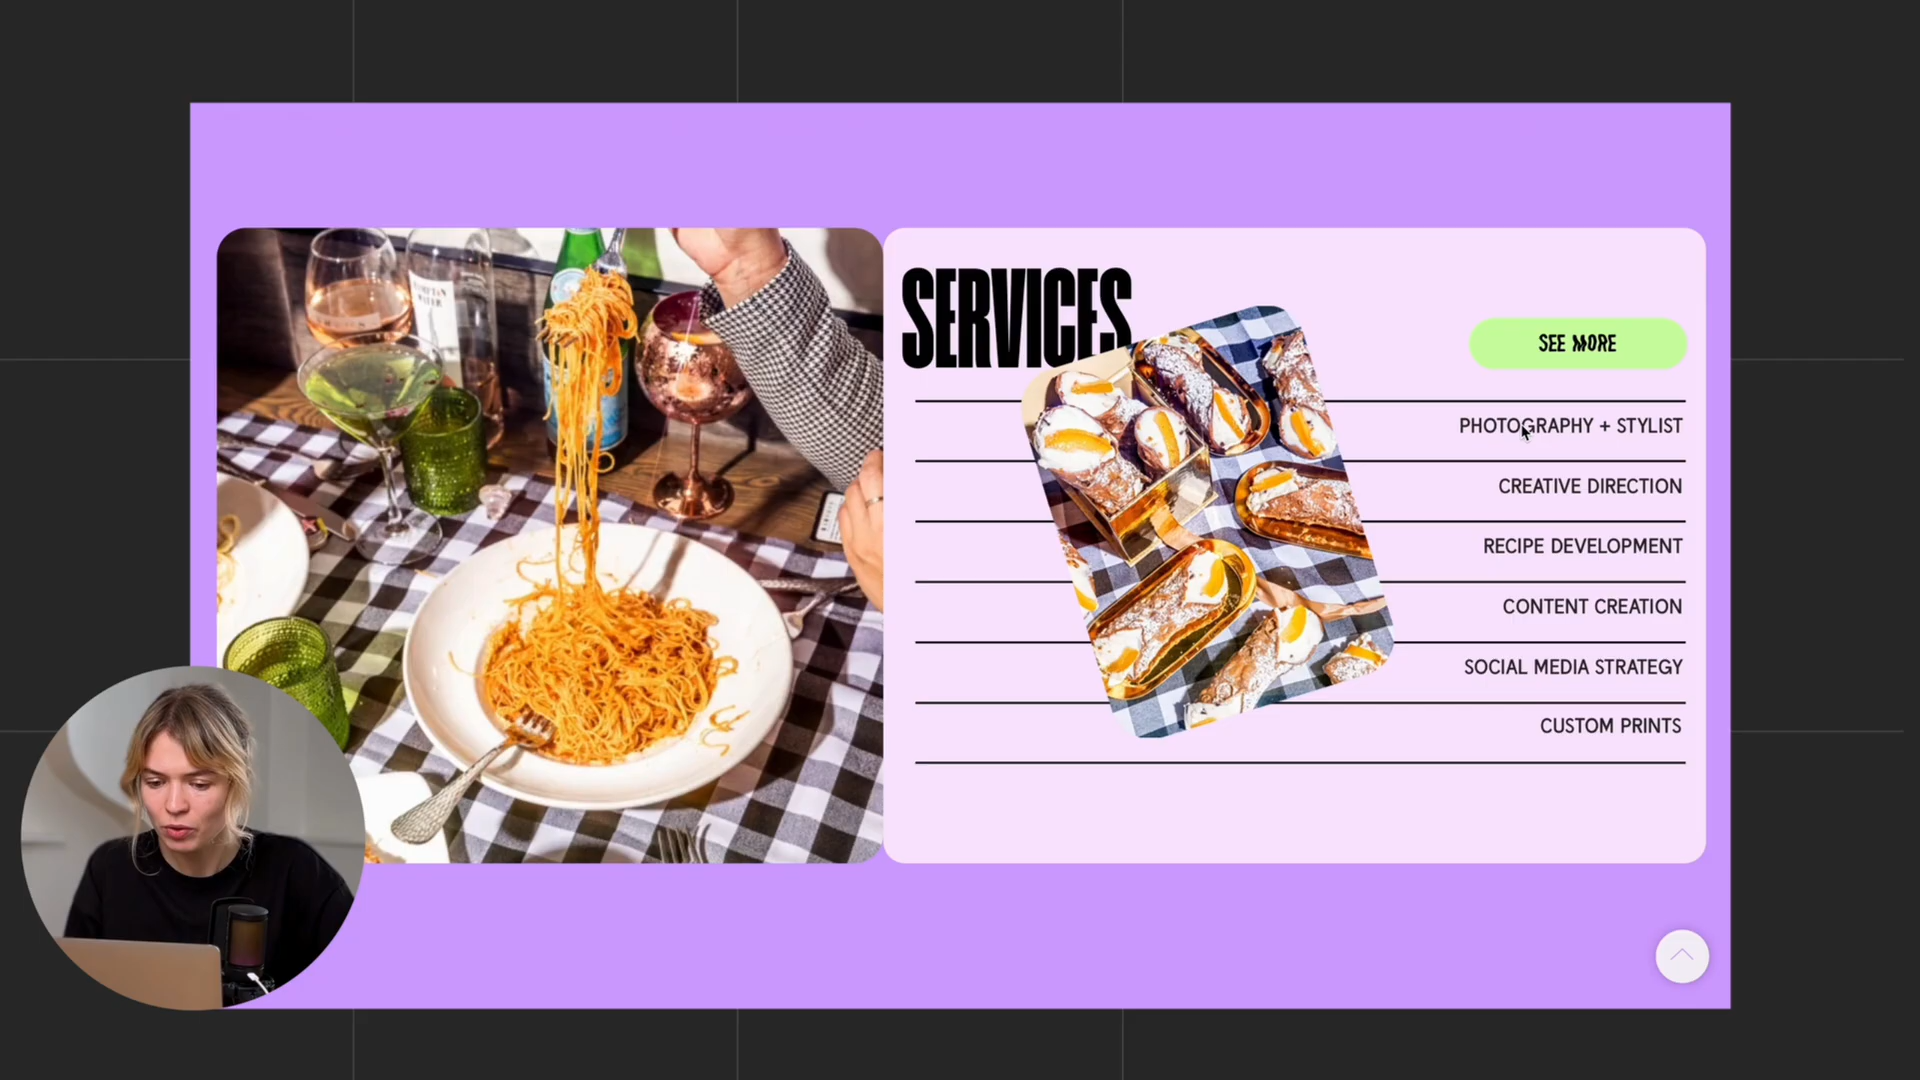 SERVICES
SEE MORE
PHOTOGRAPHY + STYLIST
CREATIVE DIRECTION
RECIPE DEVELOPMENT
CONTENT CREATION
SOCIAL MEDIA STRATEGY
CUSTOM PRINTS